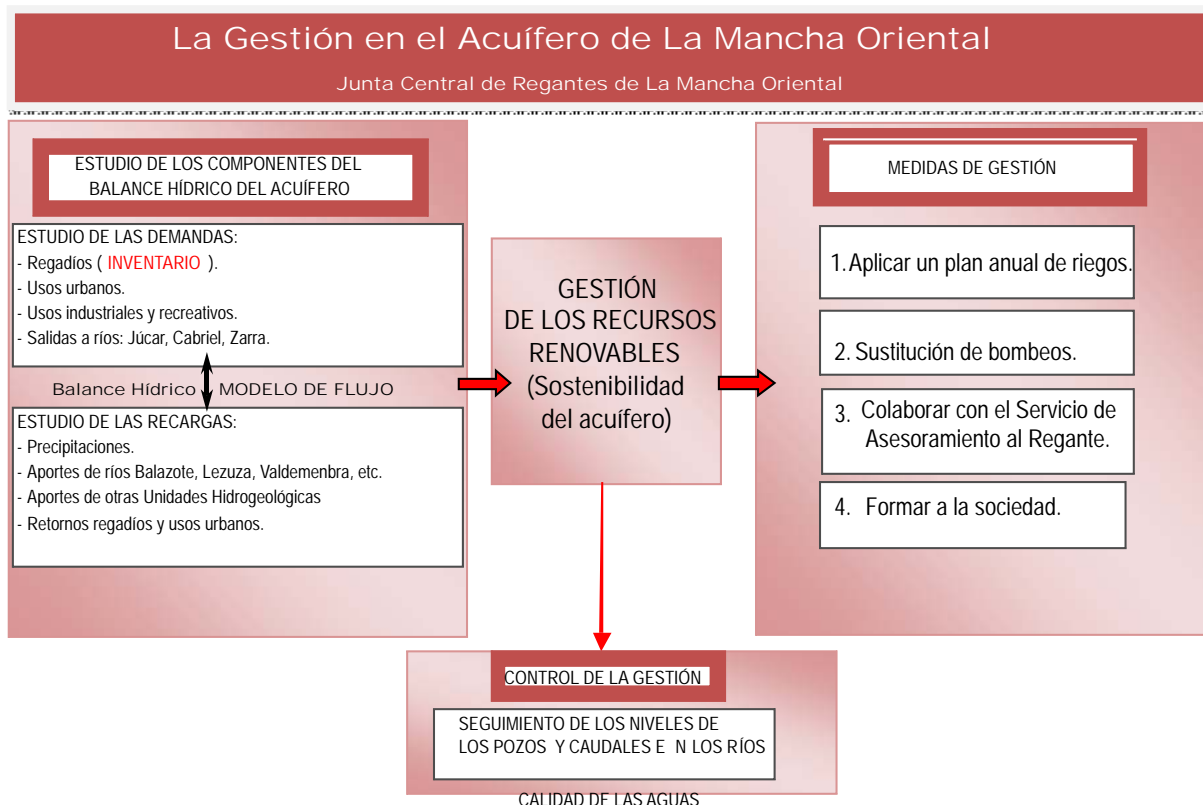 La Gestión en el Acuífero de La Mancha Oriental
Junta Central de Regantes de La Mancha Oriental
ESTUDIO DE LOS COMPONENTES DEL
BALANCE HÍDRICO DEL ACUÍFERO
ESTUDIO DE LAS DEMANDAS:
- Regadíos ( INVENTARIO ).
- Usos urbanos.
- Usos industriales y recreativos.
- Salidas a ríos: Júcar, Cabriel, Zarra.
Balance Hídrico MODELO DE FLUJO
ESTUDIO DE LAS RECARGAS:
- Precipitaciones.
- Aportes de ríos Balazote, Lezuza, Valdemenbra, etc.
- Aportes de otras Unidades Hidrogeológicas
- Retornos regadíos y usos urbanos.
GESTIÓN
DE LOS RECURSOS
RENOVABLES
(Sostenibilidad
del acuífero)
MEDIDAS DE GESTIÓN
1. Aplicar un plan anual de riegos.
2. Sustitución de bombeos.
3. Colaborar con el Servicio de
Asesoramiento al Regante.
4. Formar a la sociedad.
CONTROL DE LA GESTIÓN
SEGUIMIENTO DE LOS NIVELES DE
LOS POZOS Y CAUDALES E N LOS RÍOS
CALIDAD DE LAS AGUAS